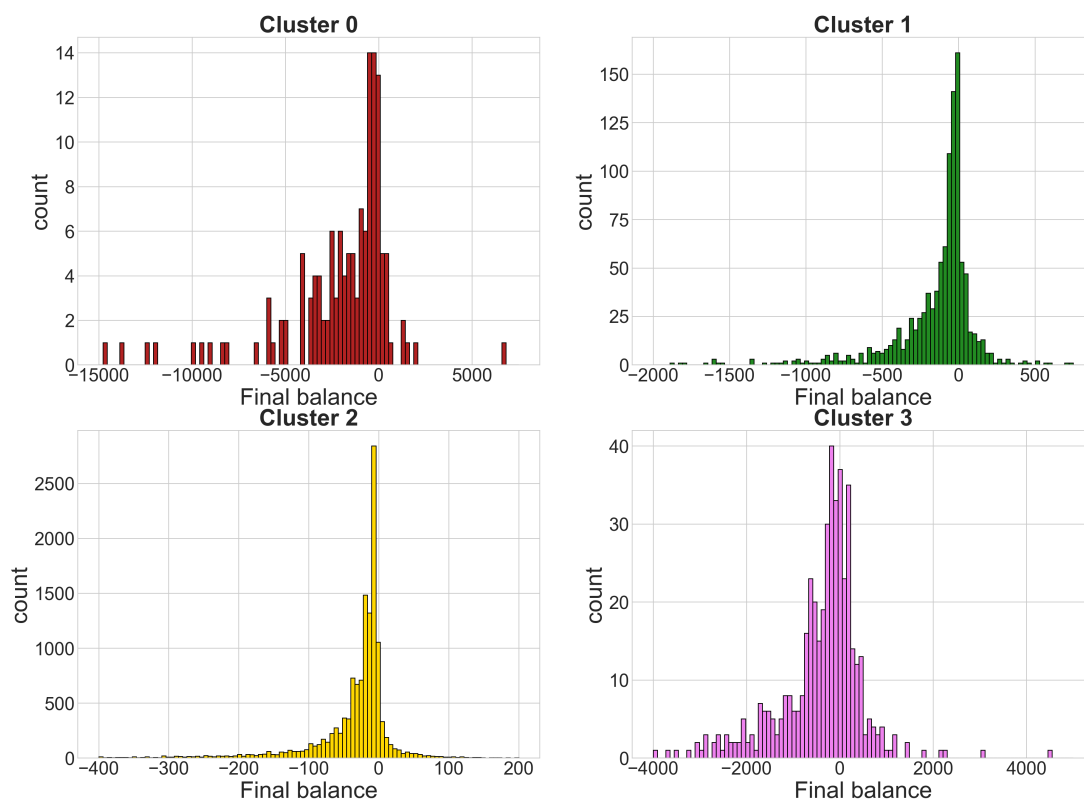 Cluster 0
count
14
12
10
8
6
4
2
0
−15000 −10000 −5000 0 5000
Final balance
Cluster 1
count
150
125
100
75
50
25
0
−2000 −1500 −1000 −500 0 500
Final balance
Cluster 2
count
2500
2000
1500
1000
500
0
−400 −300 −200 −100 0 100 200
Final balance
Cluster 3
count
40
30
20
10
0
−4000 −2000 0 2000 4000
Final balance